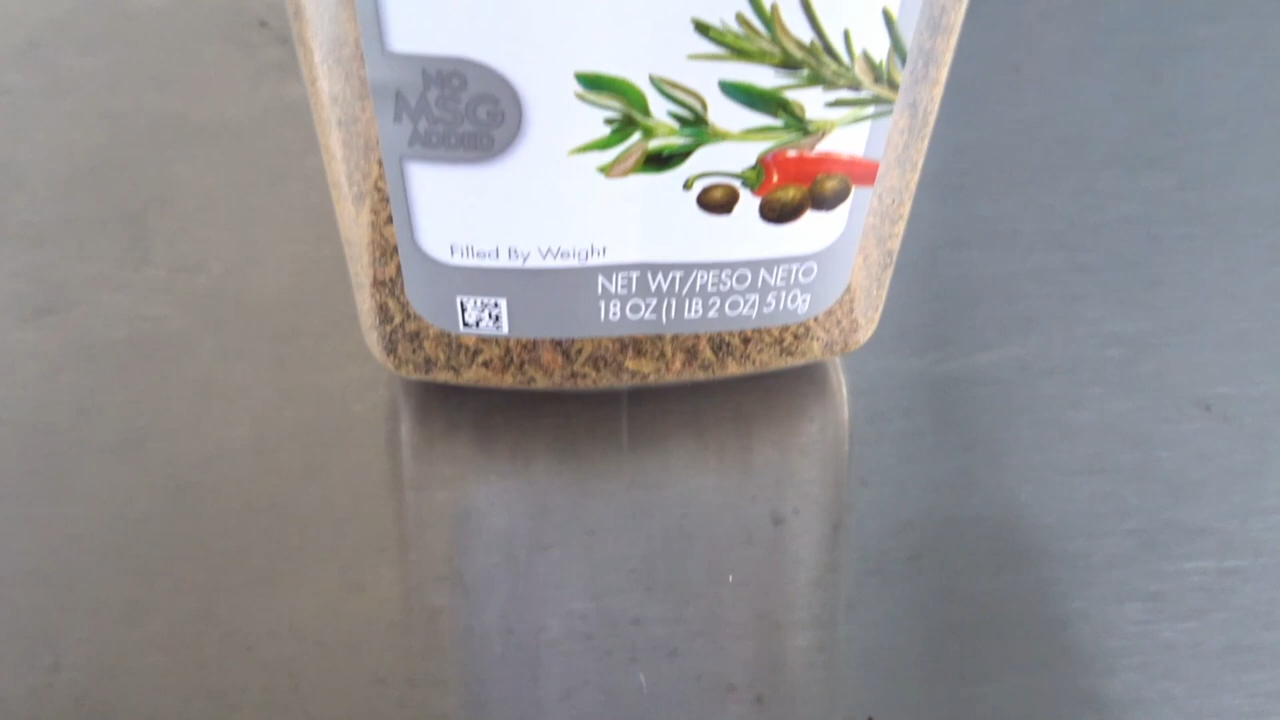 NO
MSG
ADDED
Filled By Weight
NET WT/PESO NETO
18 OZ (1 LB 2 OZ) 510g